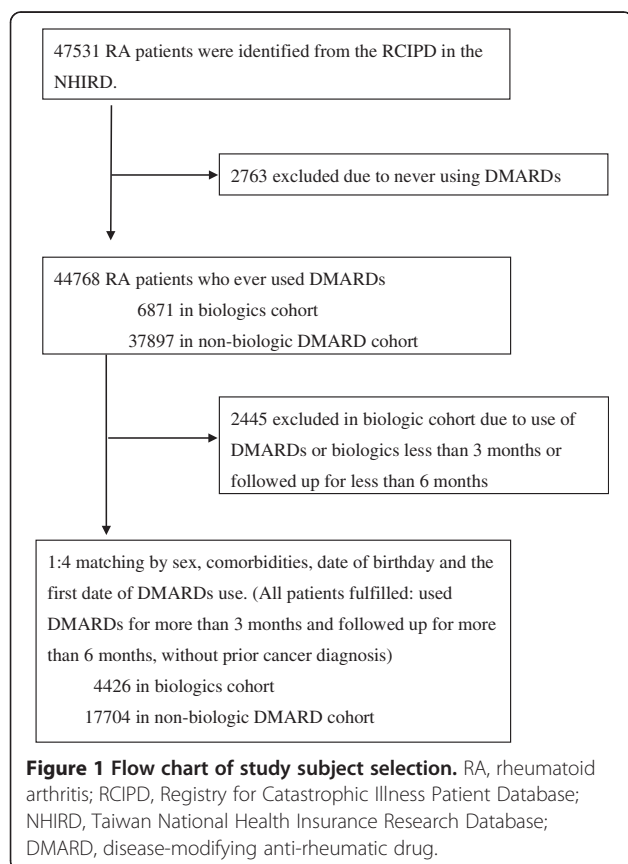 47531 RA patients were identified from the RCIPD in the
NHIRD.
2763 excluded due to never using DMARDs
44768 RA patients who ever used DMARDs
6871 in biologics cohort
37897 in non-biologic DMARD cohort
2445 excluded in biologic cohort due to use of
DMARDs or biologics less than 3 months or
followed up for less than 6 months
1:4 matching by sex, comorbidities, date of birthday and the
first date of DMARDs use. (All patients fulfilled: used
DMARDs for more than 3 months and followed up for more
than 6 months, without prior cancer diagnosis)
4426 in biologics cohort
17704 in non-biologic DMARD cohort
Figure 1 Flow chart of study subject selection. RA, rheumatoid
arthritis; RCIPD, Registry for Catastrophic Illness Patient Database;
NHIRD, Taiwan National Health Insurance Research Database;
DMARD, disease-modifying anti-rheumatic drug.